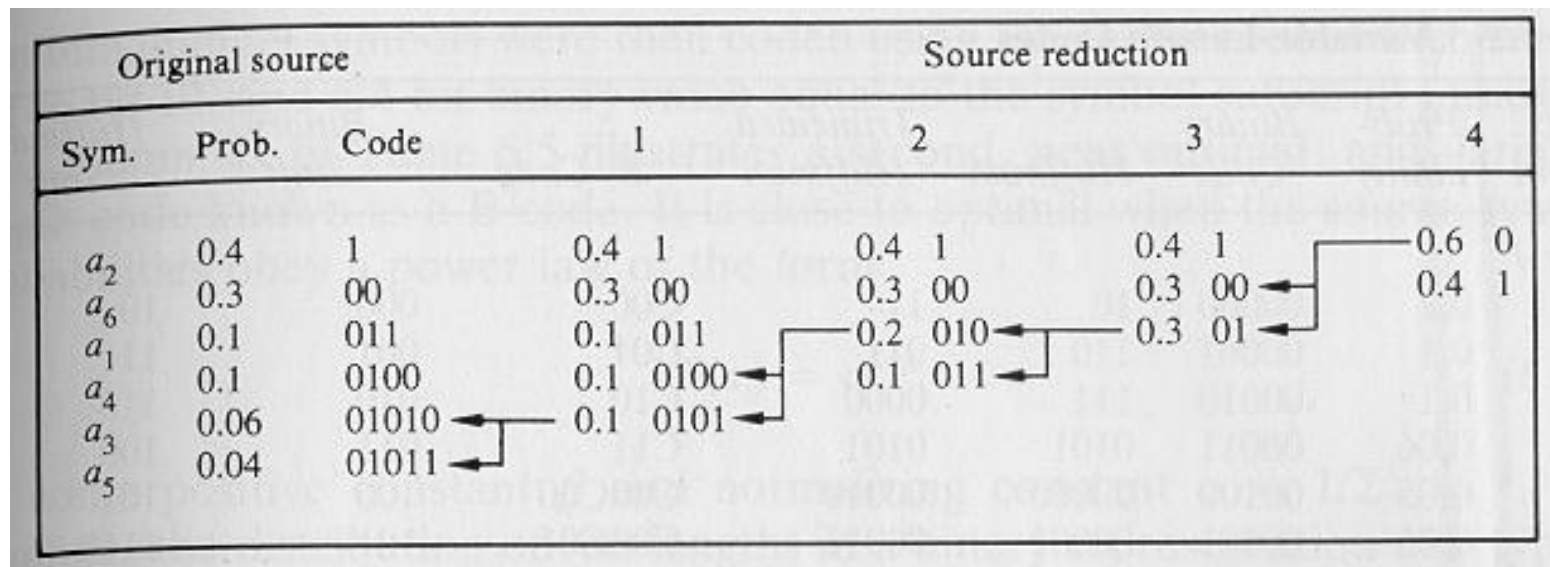 Original source Source reduction
Sym. Prob. Code 1 2 3 4
a2 0.4 1 0.4 1 0.4 1 0.4 1 0.6 0
a6 0.3 00 0.3 00 0.3 00 0.3 00 0.4 1
a1 0.1 011 0.1 011 0.2 010 0.3 01
a4 0.1 0100 0.1 0100 0.1 011
a3 0.06 01010 0.1 0101
a5 0.04 01011